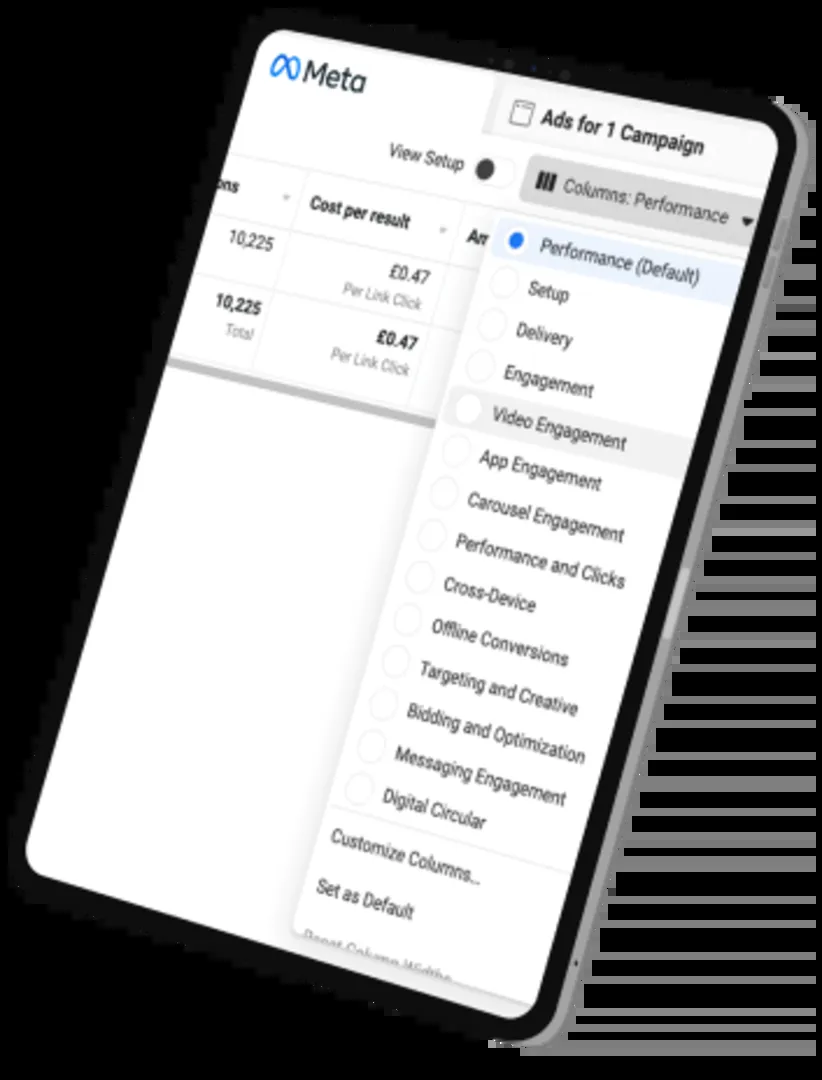 Meta
Ads for 1 Campaign
View Setup
Columns: Performance
ons
Cost per result
Am
10,225
£0.47
Per Link Click
10,225
Total
£0.47
Per Link Click
Performance (Default)
Setup
Delivery
Engagement
Video Engagement
App Engagement
Carousel Engagement
Performance and Clicks
Cross-Device
Offline Conversions
Targeting and Creative
Bidding and Optimization
Messaging Engagement
Digital Circular
Customize Columns...
Set as Default
Reset Column Widths